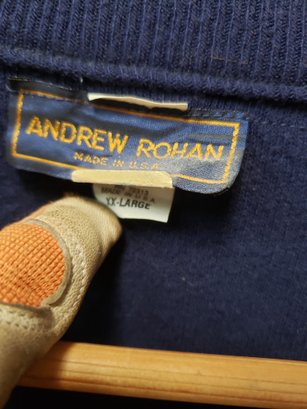 ANDREW ROHAN
MADE IN U.S.A.
XX-LARGE